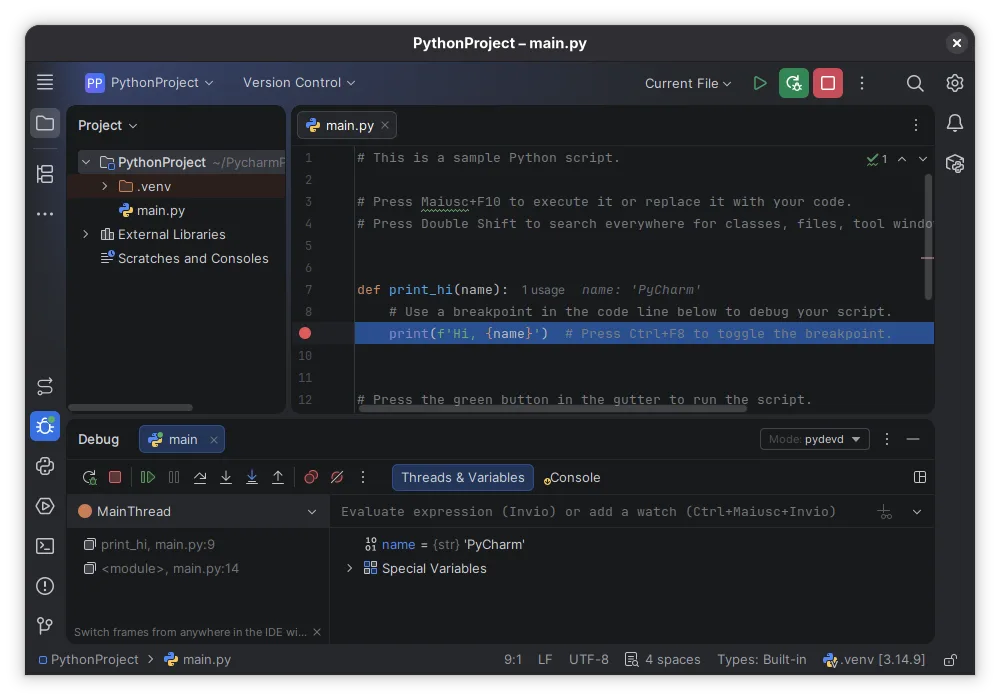 PythonProject – main.py
PP PythonProject Version Control Current File
Project
main.py
PythonProject ~/PycharmP
.venv
main.py
External Libraries
Scratches and Consoles
1 # This is a sample Python script. 1
2
3 # Press Maiusc+F10 to execute it or replace it with your code.
4 # Press Double Shift to search everywhere for classes, files, tool windo
5
6
7 def print_hi(name): 1 usage name: 'PyCharm'
8 # Use a breakpoint in the code line below to debug your script.
print(f'Hi, {name}') # Press Ctrl+F8 to toggle the breakpoint.
10
11
12 # Press the green button in the gutter to run the script.
Debug main Mode: pydevd
Threads & Variables Console
MainThread
Evaluate expression (Invio) or add a watch (Ctrl+Maiusc+Invio)
print_hi, main.py:9
<module>, main.py:14
10
01 name = {str} 'PyCharm'
Special Variables
Switch frames from anywhere in the IDE wi...
PythonProject main.py 9:1 LF UTF-8 4 spaces Types: Built-in .venv [3.14.9]